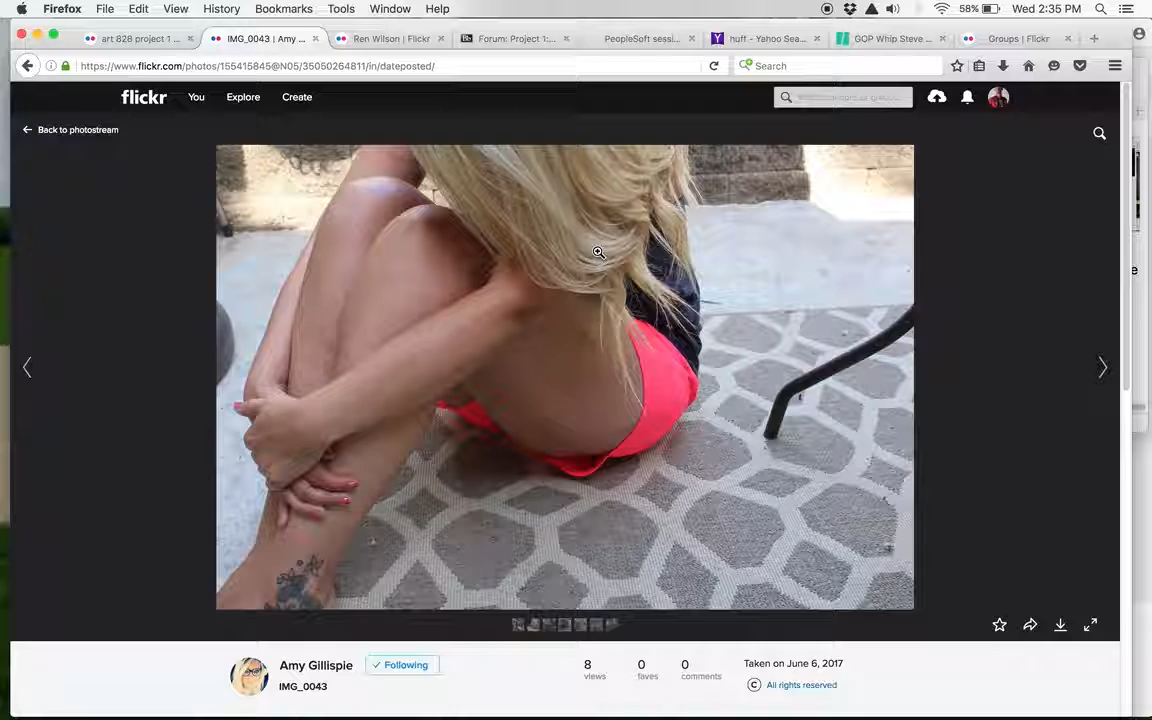 Firefox File Edit View History Bookmarks Tools Window Help 58% Wed 2:35 PM
art 828 project 1 ... IMG_0043 | Amy ... Ren Wilson | Flickr Forum: Project 1:... PeopleSoft sessi... huff - Yahoo Sea... GOP Whip Steve ... Groups | Flickr
https://www.flickr.com/photos/155415845@N05/35050264811/in/dateposted/ Search
flickr You Explore Create
Back to photostream
e
Amy Gillispie Following 8 0 0 Taken on June 6, 2017
views faves comments
IMG_0043 All rights reserved